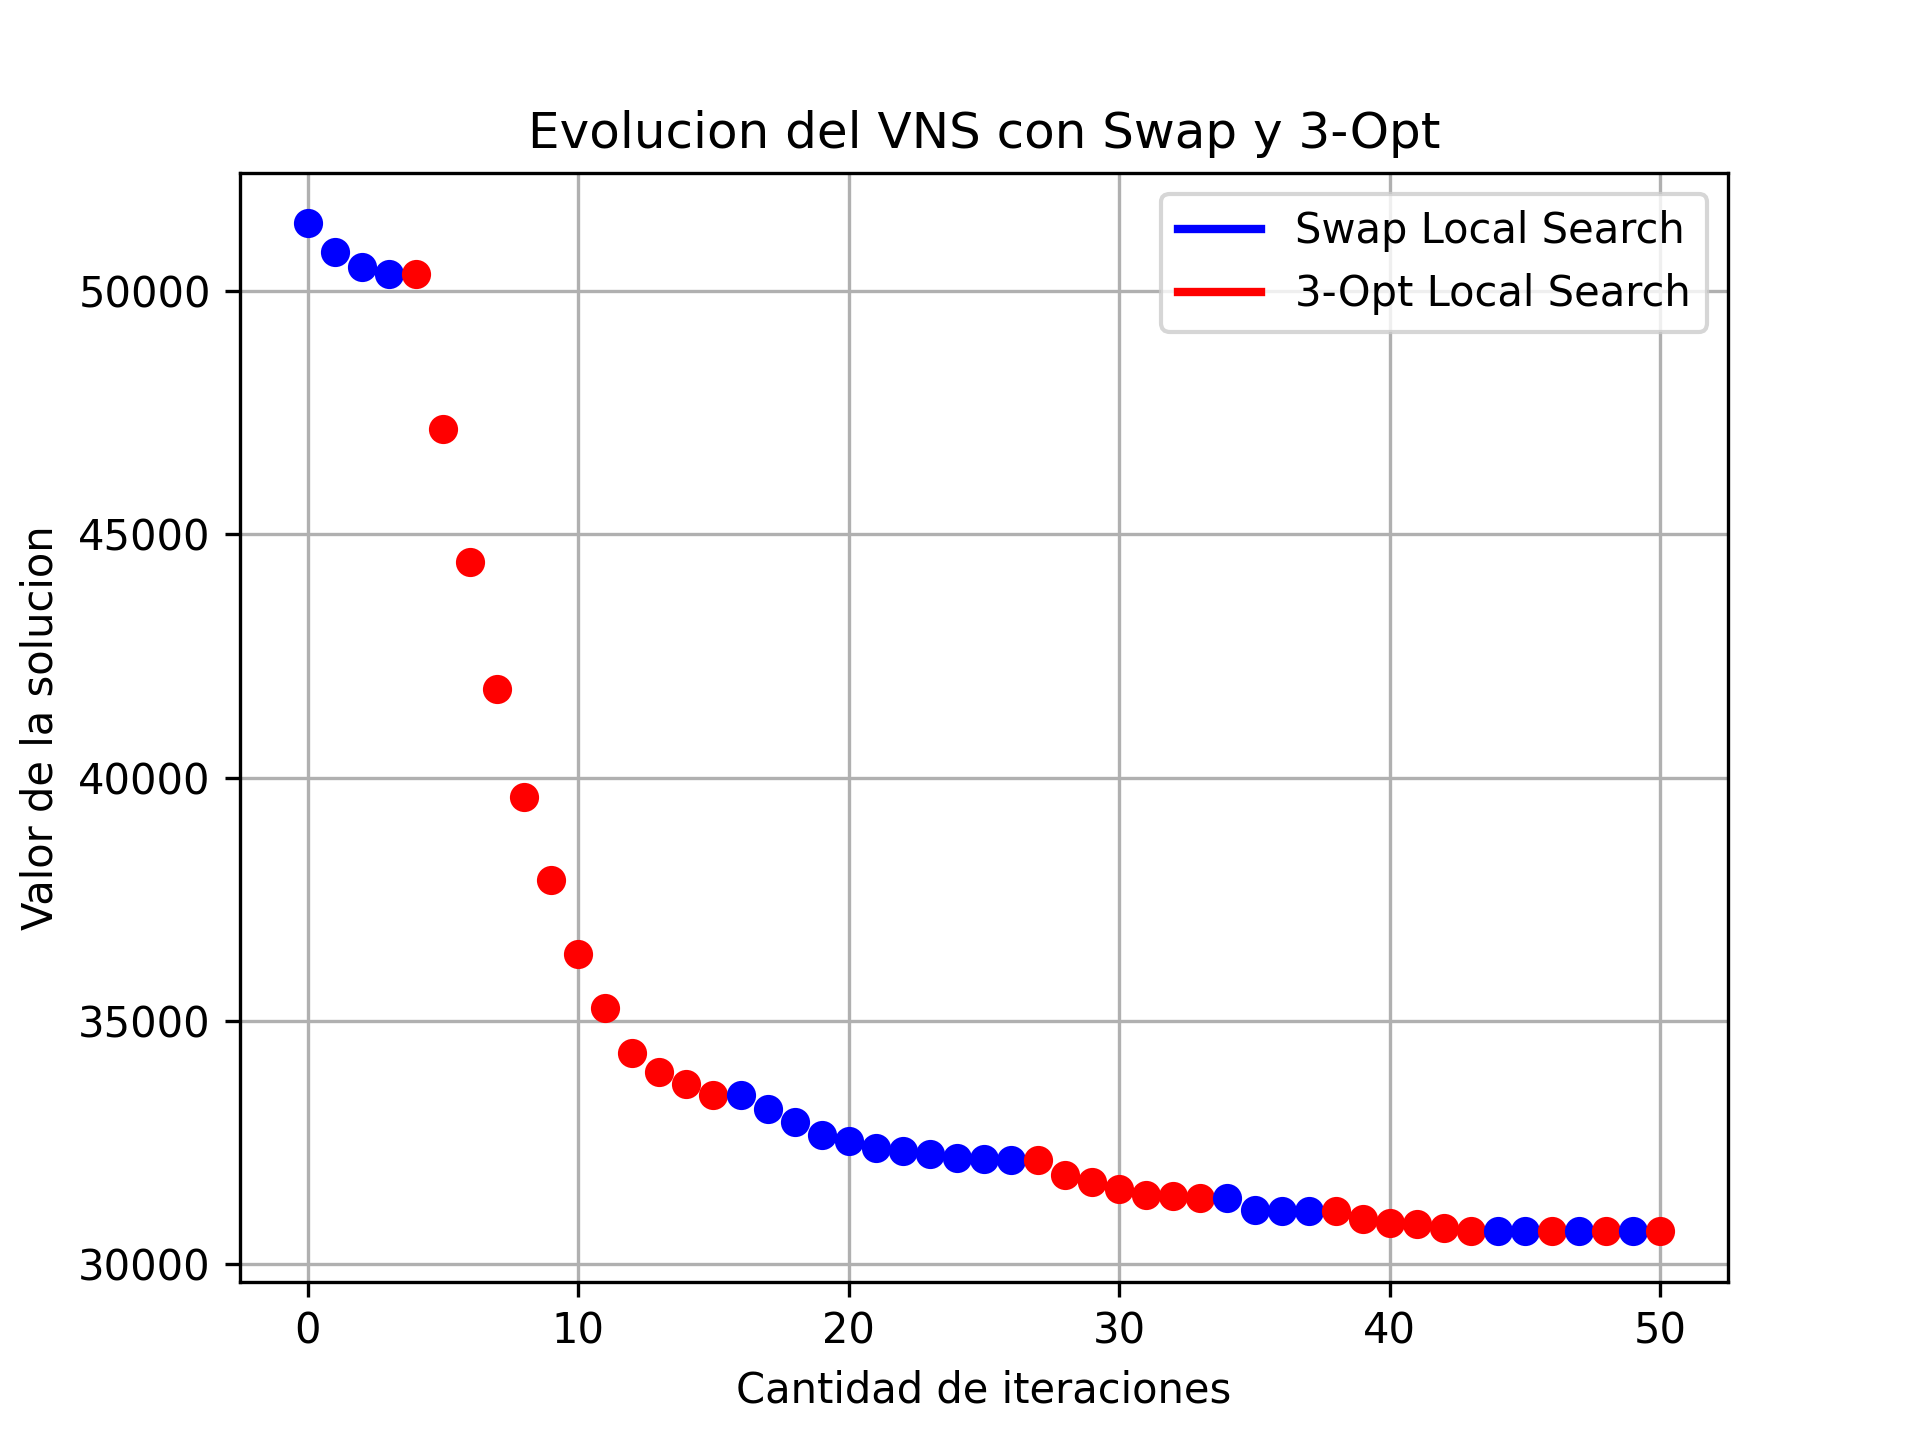 Evolucion del VNS con Swap y 3-Opt
Swap Local Search
3-Opt Local Search
50000
45000
40000
35000
30000
Valor de la solucion
0 10 20 30 40 50
Cantidad de iteraciones